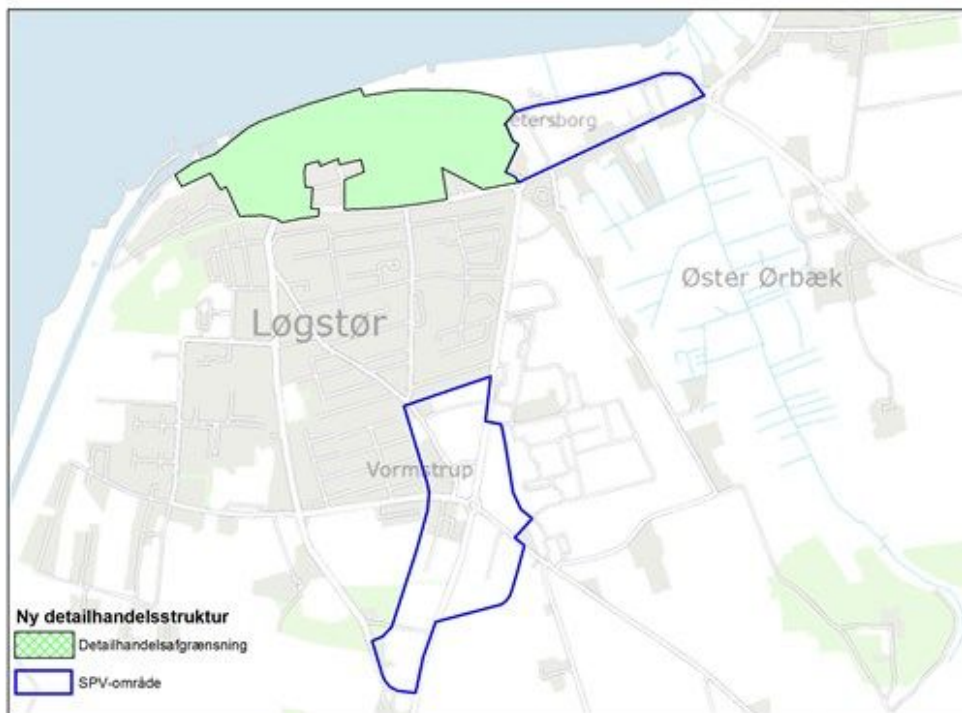 etersborg
Øster Ørbæk
Løgstør
Vormstrup
Ny detailhandelsstruktur
Detailhandelsafgrænsning
SPV-område